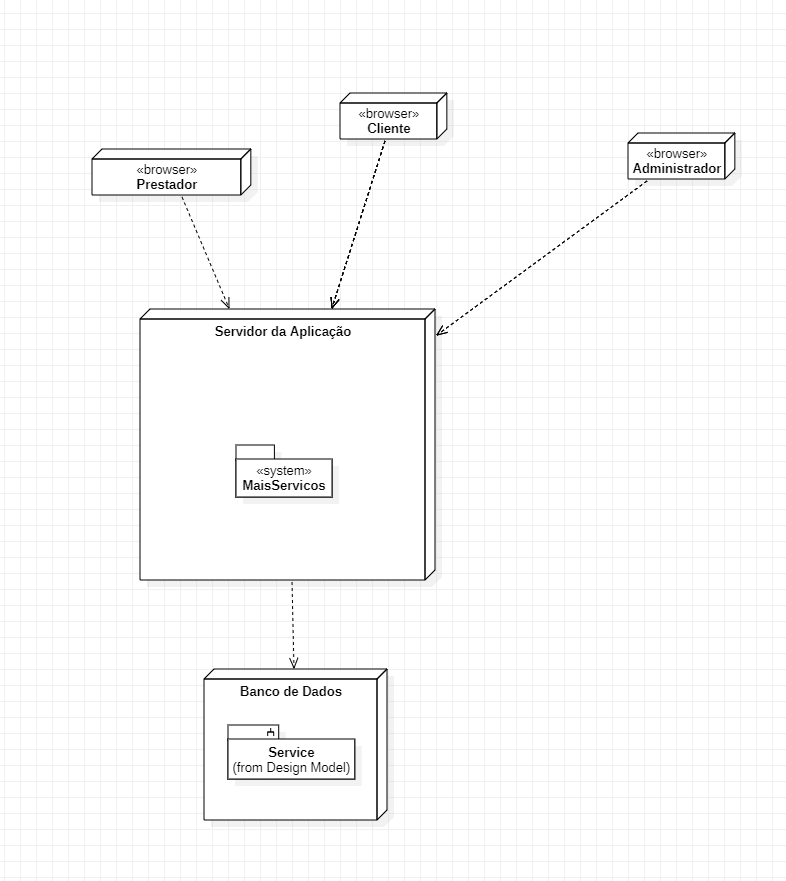 «browser»
Cliente
«browser»
Administrador
«browser»
Prestador
Servidor da Aplicação
«system»
MaisServicos
Banco de Dados
Service
(from Design Model)